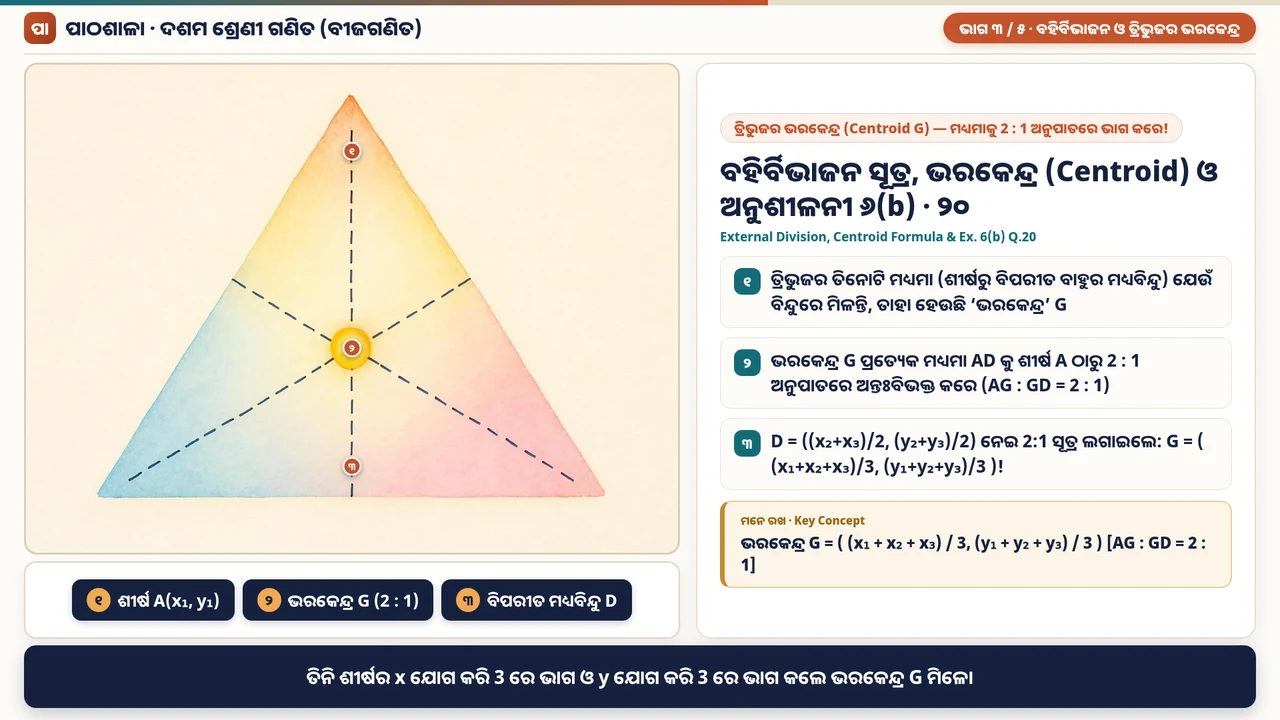 ପା ପାଠଶାଳା · ଦଶମ ଶ୍ରେଣୀ ଗଣିତ (ବୀଜଗଣିତ)
ଭାଗ ୩ / ୫ · ବହିର୍ବିଭାଜନ ଓ ତ୍ରିଭୁଜର ଭରକେନ୍ଦ୍ର
୧
୨
୩
୧ ଶୀର୍ଷ A(x₁, y₁)
୨ ଭରକେନ୍ଦ୍ର G (2 : 1)
୩ ବିପରୀତ ମଧ୍ୟବିନ୍ଦୁ D
ତ୍ରିଭୁଜର ଭରକେନ୍ଦ୍ର (Centroid G) — ମଧ୍ୟମାକୁ 2 : 1 ଅନୁପାତରେ ଭାଗ କରେ!
ବହିର୍ବିଭାଜନ ସୂତ୍ର, ଭରକେନ୍ଦ୍ର (Centroid) ଓ
ଅନୁଶୀଳନୀ ୬(b) · ୨୦
External Division, Centroid Formula & Ex. 6(b) Q.20
୧ ତ୍ରିଭୁଜର ତିନୋଟି ମଧ୍ୟମା (ଶୀର୍ଷରୁ ବିପରୀତ ବାହୁର ମଧ୍ୟବିନ୍ଦୁ) ଯେଉଁ
ବିନ୍ଦୁରେ ମିଳନ୍ତି, ତାହା ହେଉଛି ‘ଭରକେନ୍ଦ୍ର’ G
୨ ଭରକେନ୍ଦ୍ର G ପ୍ରତ୍ୟେକ ମଧ୍ୟମା AD କୁ ଶୀର୍ଷ A ଠାରୁ 2 : 1
ଅନୁପାତରେ ଅନ୍ତଃବିଭକ୍ତ କରେ (AG : GD = 2 : 1)
୩ D = ((x₂+x₃)/2, (y₂+y₃)/2) ନେଇ 2:1 ସୂତ୍ର ଲଗାଇଲେ: G = (
(x₁+x₂+x₃)/3, (y₁+y₂+y₃)/3 )!
ମନେ ରଖ · Key Concept
ଭରକେନ୍ଦ୍ର G = ( (x₁ + x₂ + x₃) / 3, (y₁ + y₂ + y₃) / 3 ) [AG : GD = 2 :
1]
ତିନି ଶୀର୍ଷର x ଯୋଗ କରି 3 ରେ ଭାଗ ଓ y ଯୋଗ କରି 3 ରେ ଭାଗ କଲେ ଭରକେନ୍ଦ୍ର G ମିଳେ।